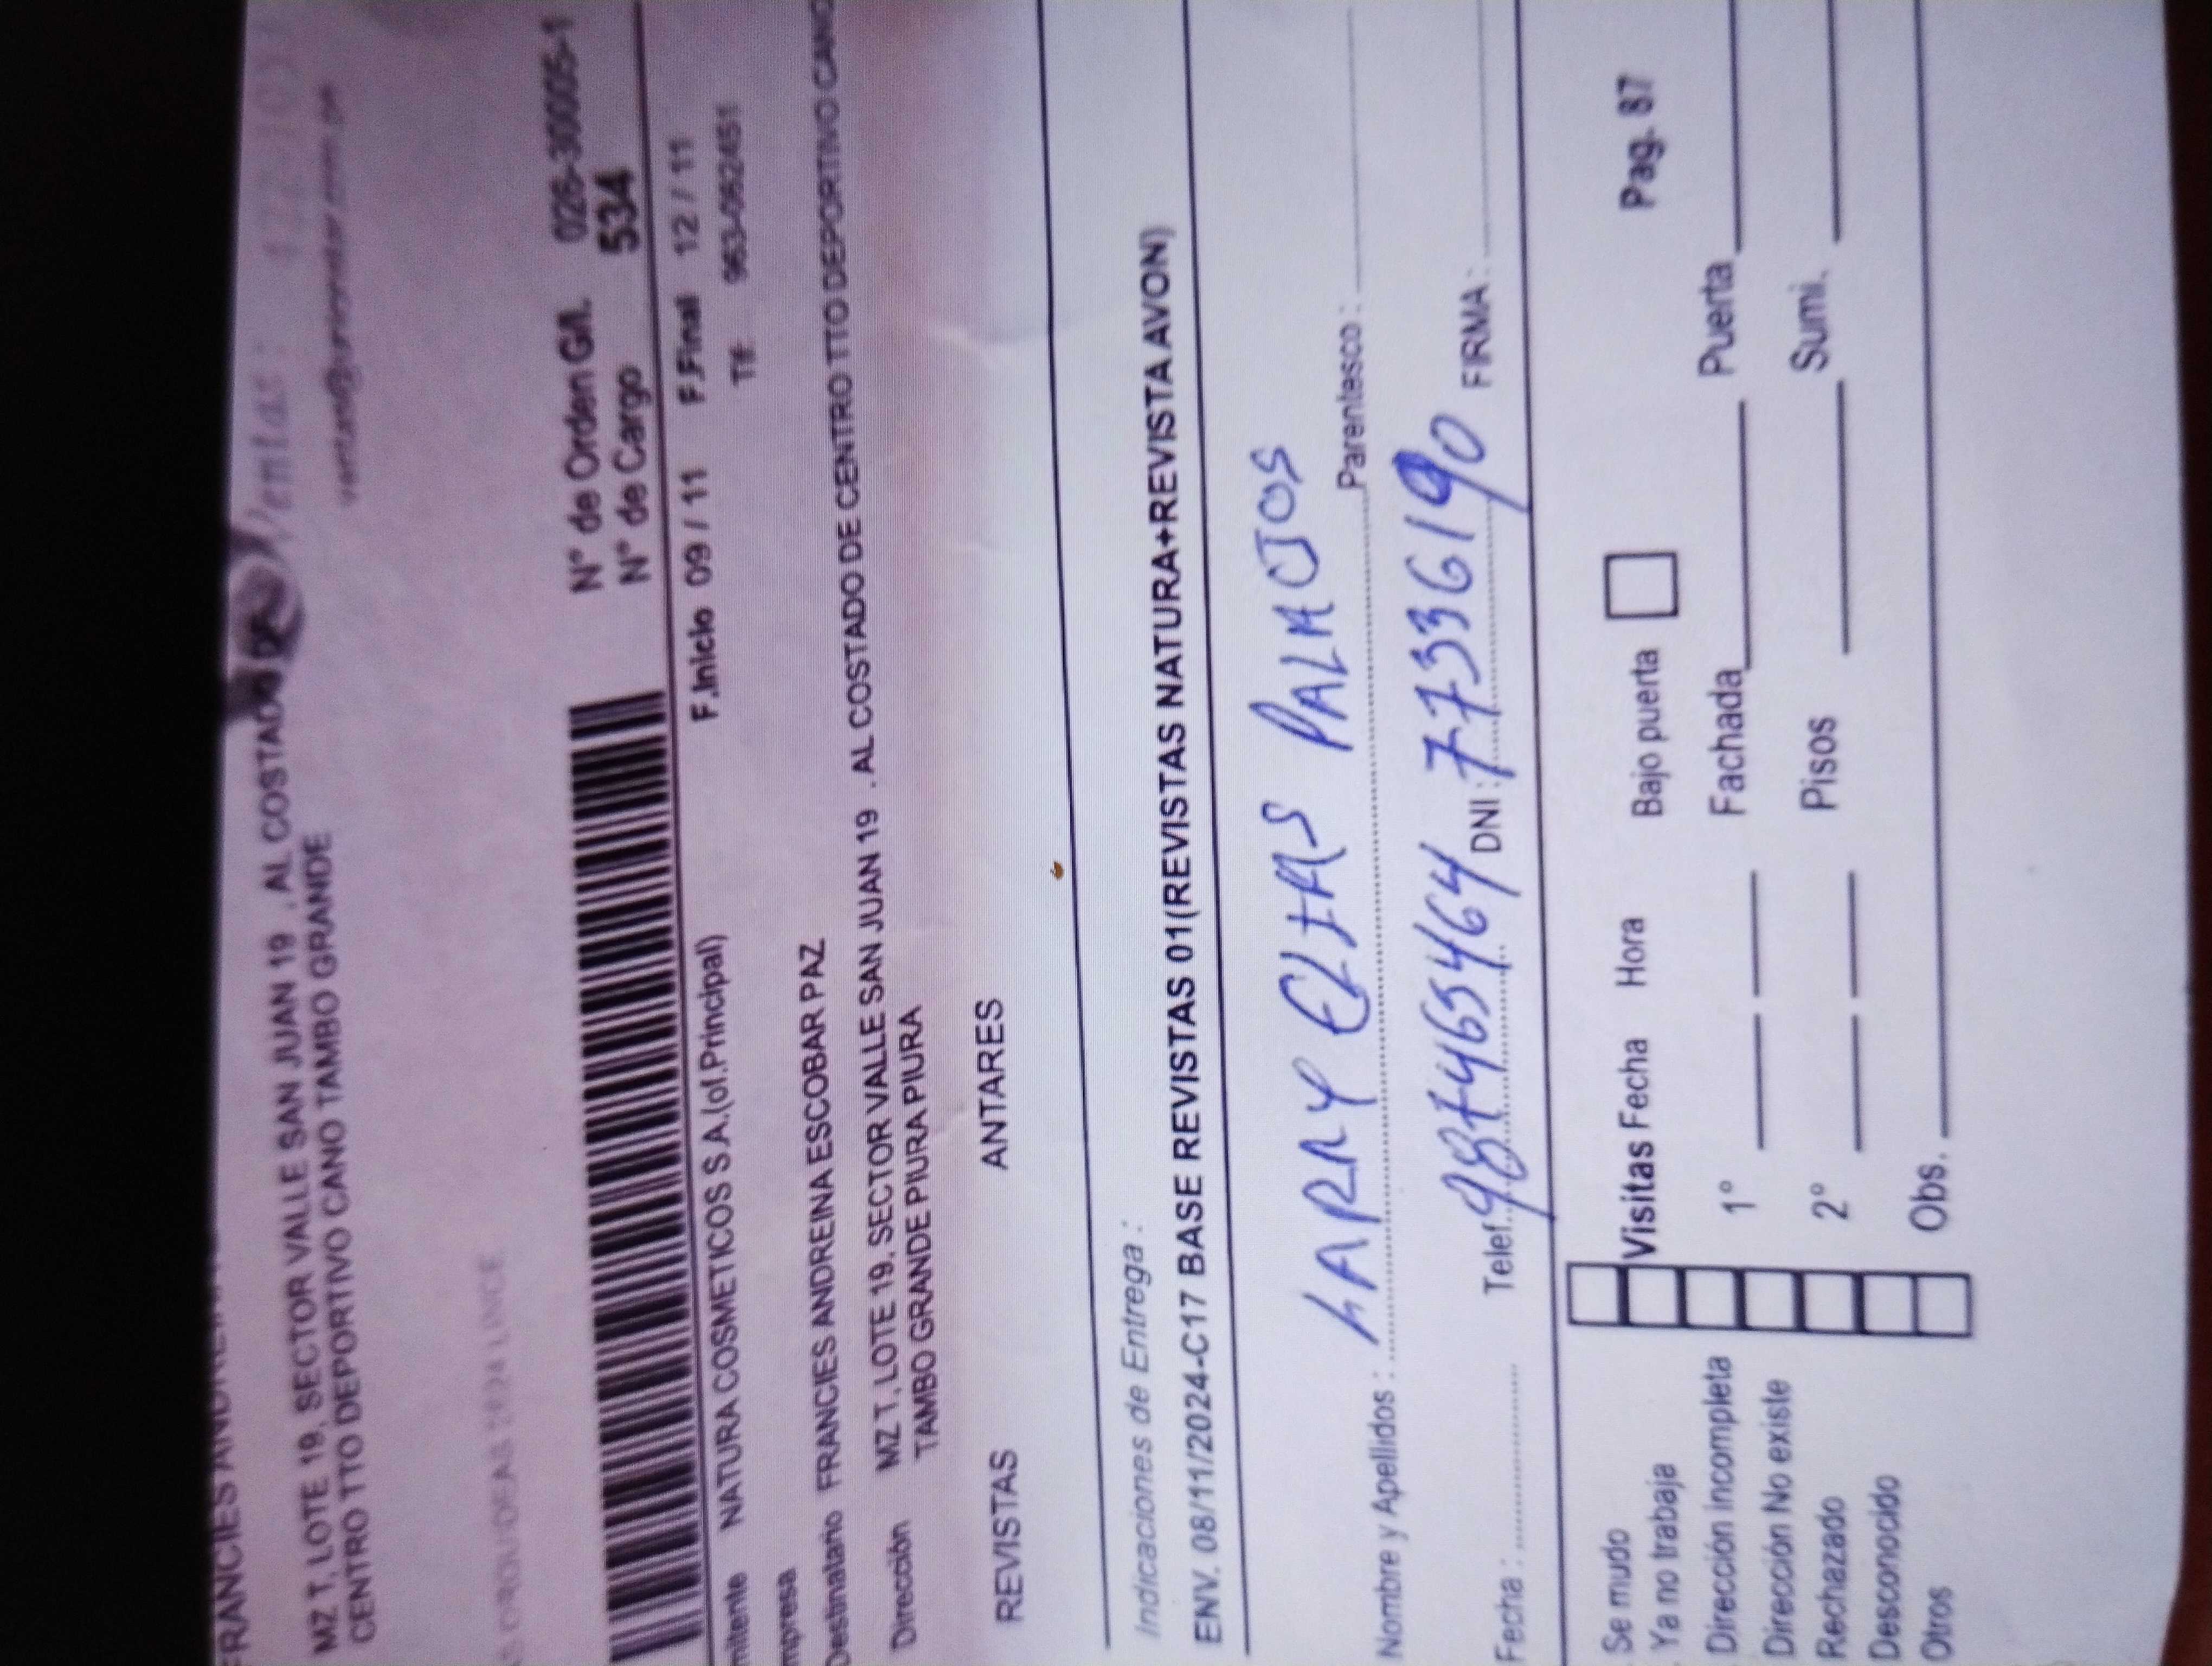 MZ T, LOTE 19, SECTOR VALLE SAN JUAN 19 , AL COSTADO DE
CENTRO TTO DEPORTIVO CANO TAMBO GRANDE
Ventas:
N° de Orden G/I. 026-30005-1
N° de Cargo 534
F.Inicio 09 / 11 F.Final 12 / 11
mitente NATURA COSMETICOS S.A.(of.Principal)
Tlf: 963-0622451
mpresa
Destinatario FRANCIES ANDREINA ESCOBAR PAZ
Dirección MZ T, LOTE 19, SECTOR VALLE SAN JUAN 19 , AL COSTADO DE CENTRO TTO DEPORTIVO CANO
TAMBO GRANDE PIURA PIURA
REVISTAS ANTARES
Indicaciones de Entrega :
ENV. 08/11/2024-C17 BASE REVISTAS 01(REVISTAS NATURA+REVISTA AVON)
Nombre y Apellidos : LARRY ELIAS PALACIOS Parentesco :
Fecha : Telef. 987465464 DNI : 77336190 FIRMA :
Se mudo
Ya no trabaja Visitas Fecha Hora Bajo puerta Pag. 87
Dirección Incompleta 1° Fachada Puerta
Dirección No existe
Rechazado 2° Pisos Sumi.
Desconocido
Otros Obs.